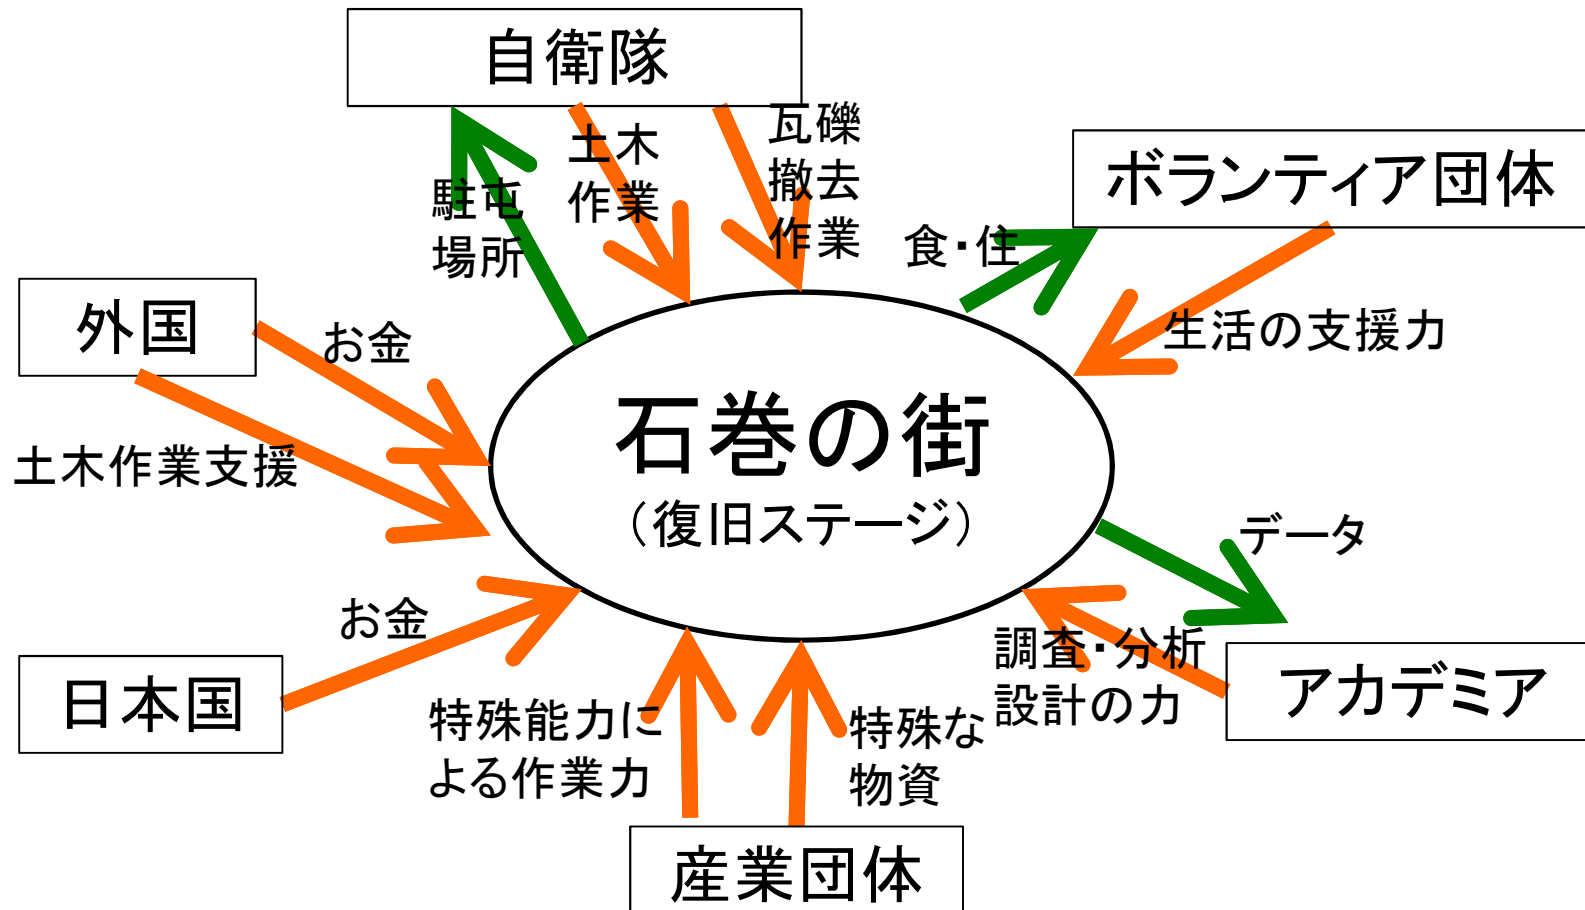 自衛隊
土木
作業
瓦礫
撤去
作業
駐屯
場所
ボランティア団体
食・住
生活の支援力
外国
お金
土木作業支援
石巻の街
（復旧ステージ）
データ
お金
日本国
調査・分析
設計の力
アカデミア
特殊能力に
よる作業力
特殊な
物資
産業団体